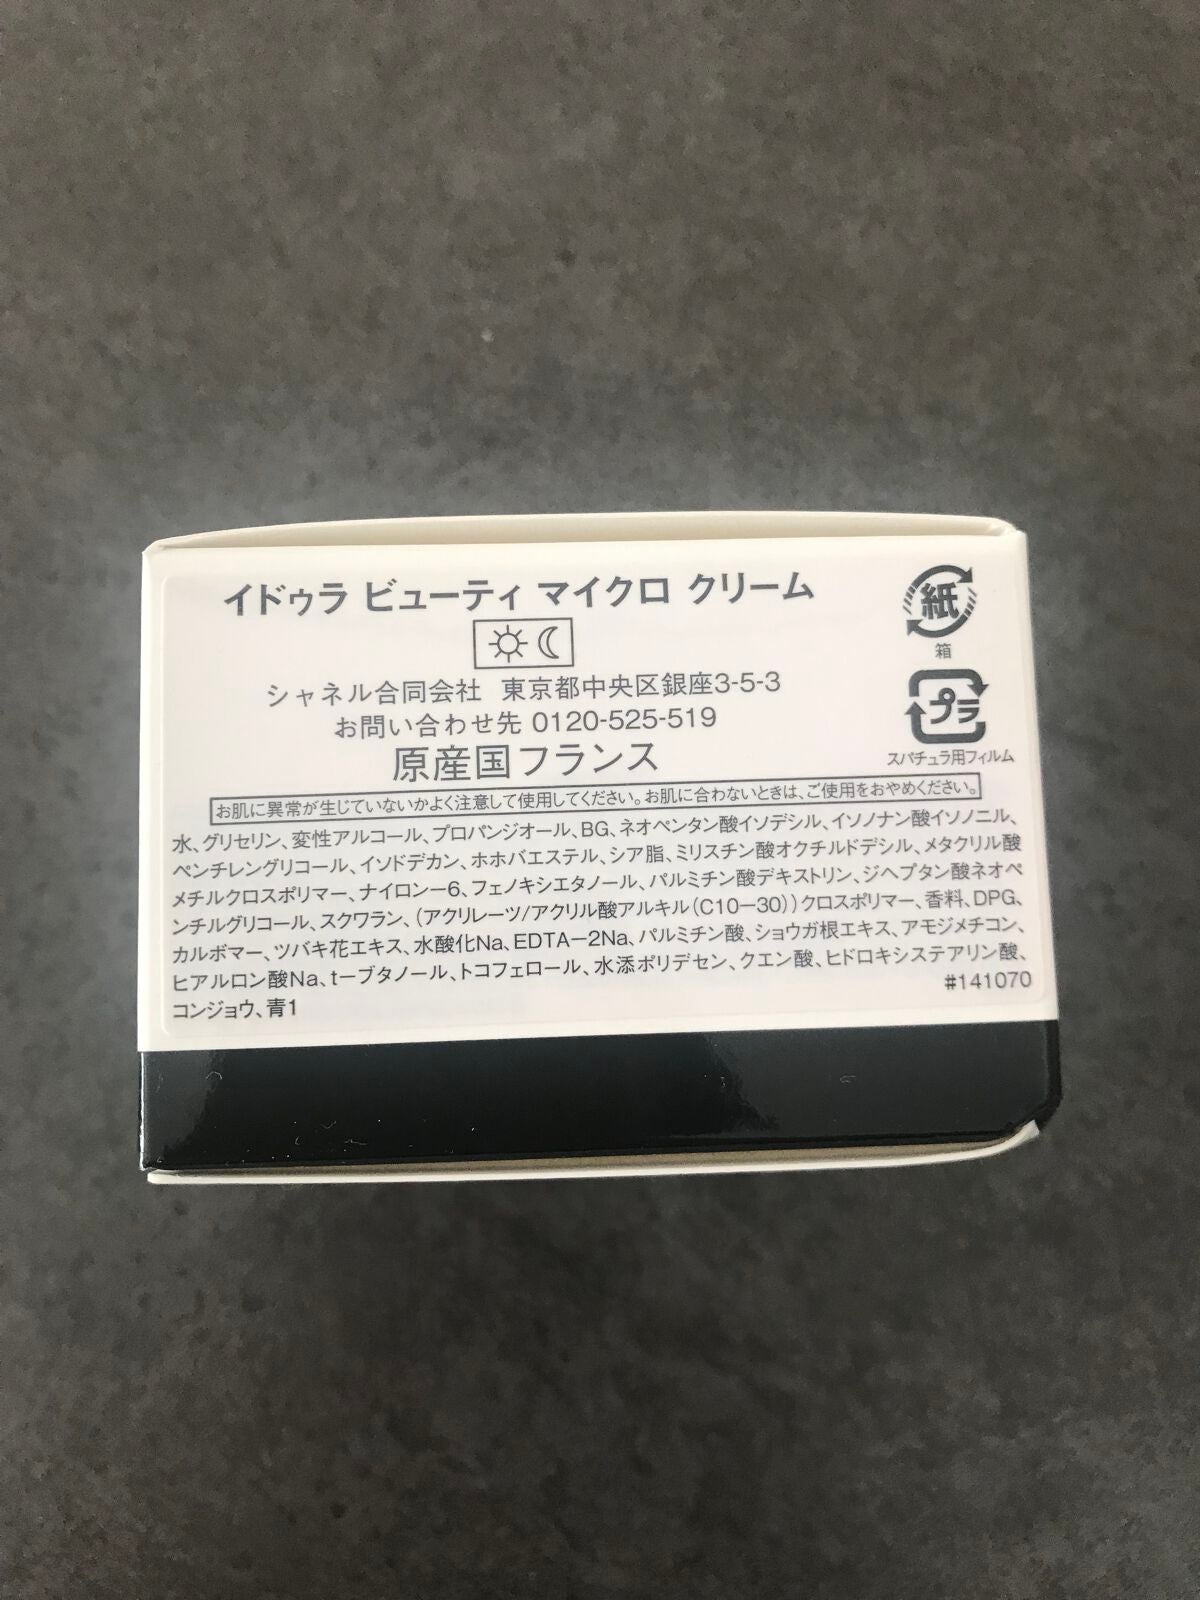 イドゥラ ビューティ マイクロ クリーム
紙
箱
プラ
スパチュラ用フィルム
シャネル合同会社 東京都中央区銀座3-5-3
お問い合わせ先 0120-525-519
原産国フランス
お肌に異常が生じていないかよく注意して使用してください。お肌に合わないときは、ご使用をおやめください。
水、グリセリン、変性アルコール、プロパンジオール、BG、ネオペンタン酸イソデシル、イソノナン酸イソノニル、
ペンチレングリコール、イソドデカン、ホホバエステル、シア脂、ミリスチン酸オクチルドデシル、メタクリル酸
メチルクロスポリマー、ナイロンー6、フェノキシエタノール、パルミチン酸デキストリン、ジヘプタン酸ネオペ
ンチルグリコール、スクワラン、(アクリレーツ/アクリル酸アルキル(C10ー30))クロスポリマー、香料、DPG、
カルボマー、ツバキ花エキス、水酸化Na、EDTAー2Na、パルミチン酸、ショウガ根エキス、アモジメチコン、
ヒアルロン酸Na、tーブタノール、トコフェロール、水添ポリデセン、クエン酸、ヒドロキシステアリン酸、
コンジョウ、青1
#141070